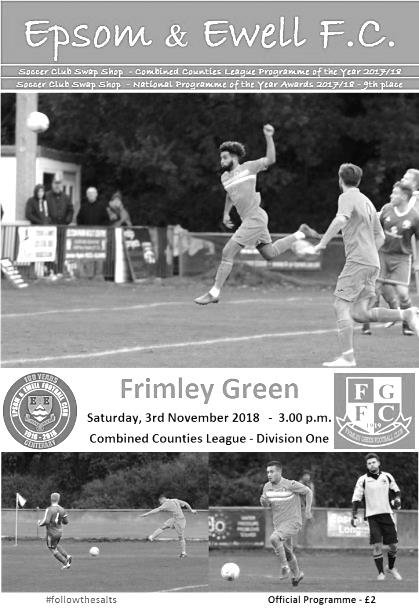 Epsom & Ewell F.C.
Soccer Club Swap Shop - Combined Counties League Programme of the Year 2017/18
Soccer Club Swap Shop - National Programme of the Year Awards 2017/18 - 9th place
100 YEARS
EPSOM & EWELL FOOTBALL CLUB
1918 - 2018
CENTENARY
Frimley Green
Saturday, 3rd November 2018 - 3.00 p.m.
Combined Counties League - Division One
F G
F C
1919
FRIMLEY GREEN FOOTBALL CLUB
#followthesalts
Official Programme - £2